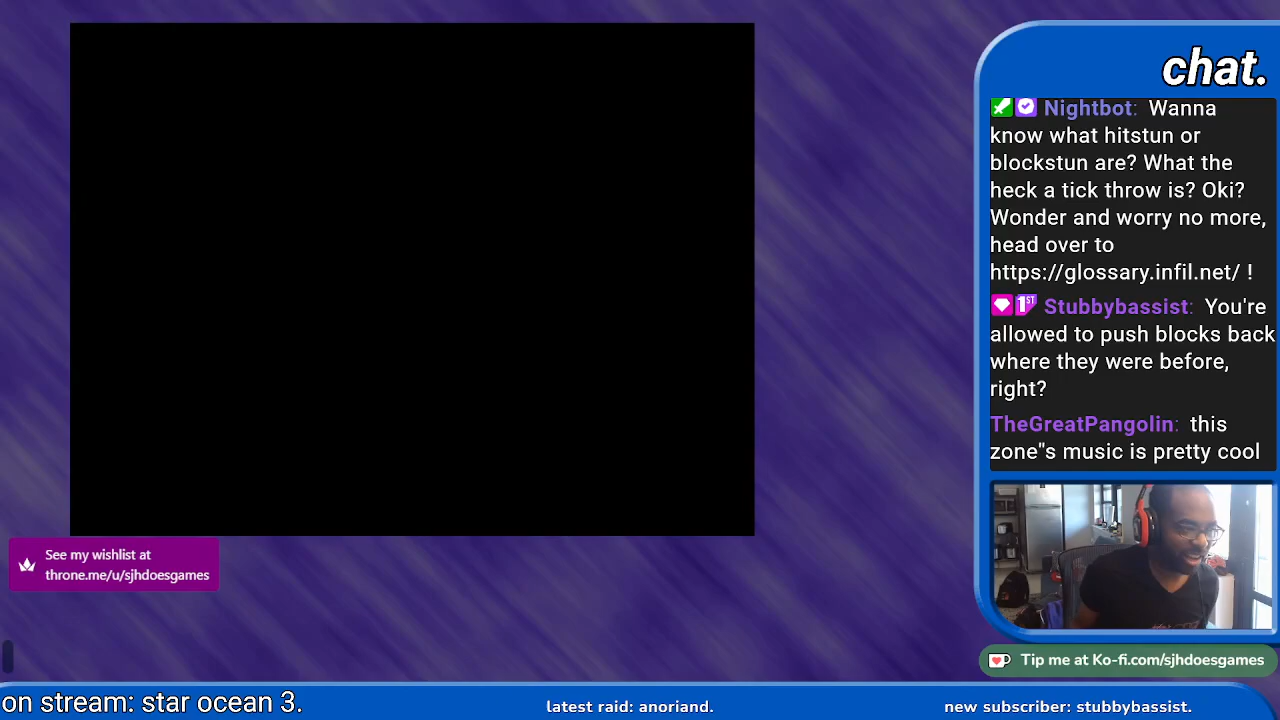 chat.
Nightbot: Wanna
know what hitstun or
blockstun are? What the
heck a tick throw is? Oki?
Wonder and worry no more,
head over to
https://glossary.infil.net/ !
1ST Stubbybassist: You're
allowed to push blocks back
where they were before,
right?
TheGreatPangolin: this
zone"s music is pretty cool
See my wishlist at
throne.me/u/sjhdoesgames
Tip me at Ko-fi.com/sjhdoesgames
on stream: star ocean 3.
latest raid: anoriand.
new subscriber: stubbybassist.